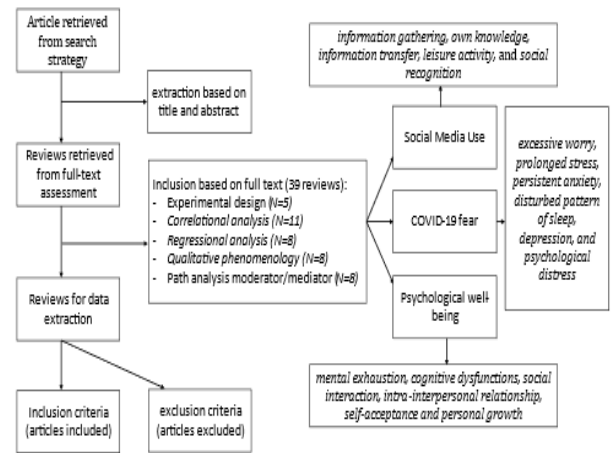 Article retrieved
from search
strategy
extraction based on
title and abstract
Reviews retrieved
from full-text
assessment
Inclusion based on full text (39 reviews):
- Experimental design (N=5)
- Correlational analysis (N=11)
- Regressional analysis (N=8)
- Qualitative phenomenology (N=8)
- Path analysis moderator/mediator (N=8)
Reviews for data
extraction
Inclusion criteria
(articles included)
exclusion criteria
(articles excluded)
information gathering, own knowledge,
information transfer, leisure activity, and social
recognition
Social Media Use
COVID-19 fear
Psychological well-
being
excessive worry,
prolonged stress,
persistent anxiety,
disturbed pattern
of sleep,
depression, and
psychological
distress
mental exhaustion, cognitive dysfunctions, social
interaction, intra-interpersonal relationship,
self-acceptance and personal growth